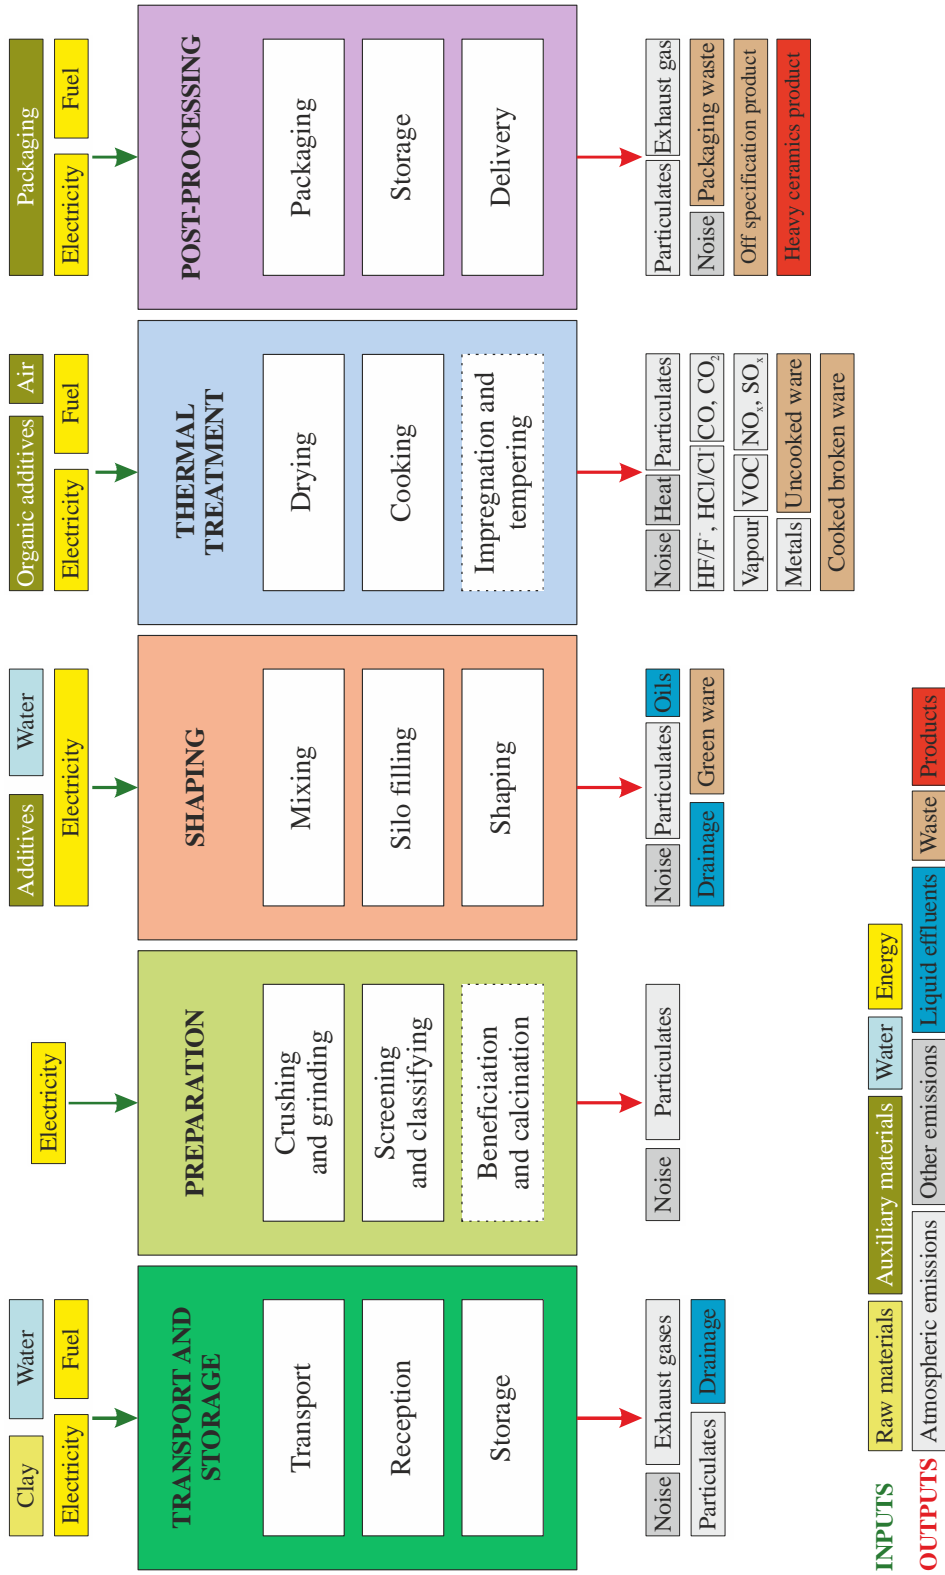 Clay
Water
Electricity
Fuel
TRANSPORT AND
STORAGE
Transport
Reception
Storage
Noise
Exhaust gases
Particulates
Drainage
Electricity
PREPARATION
Crushing
and grinding
Screening
and classifying
Beneficiation
and calcination
Noise
Particulates
Additives
Water
Electricity
SHAPING
Mixing
Silo filling
Shaping
Noise
Particulates
Oils
Drainage
Green ware
Organic additives
Air
Electricity
Fuel
THERMAL
TREATMENT
Drying
Cooking
Impregnation and
tempering
Noise
Heat
Particulates
HF/F⁻, HCl/Cl⁻
CO, CO₂
Vapour
VOC
NOₓ, SOₓ
Metals
Uncooked ware
Cooked broken ware
Packaging
Electricity
Fuel
POST-PROCESSING
Packaging
Storage
Delivery
Particulates
Exhaust gas
Noise
Packaging waste
Off specification product
Heavy ceramics product
INPUTS
Raw materials
Auxiliary materials
Water
Energy
OUTPUTS
Atmospheric emissions
Other emissions
Liquid effluents
Waste
Products